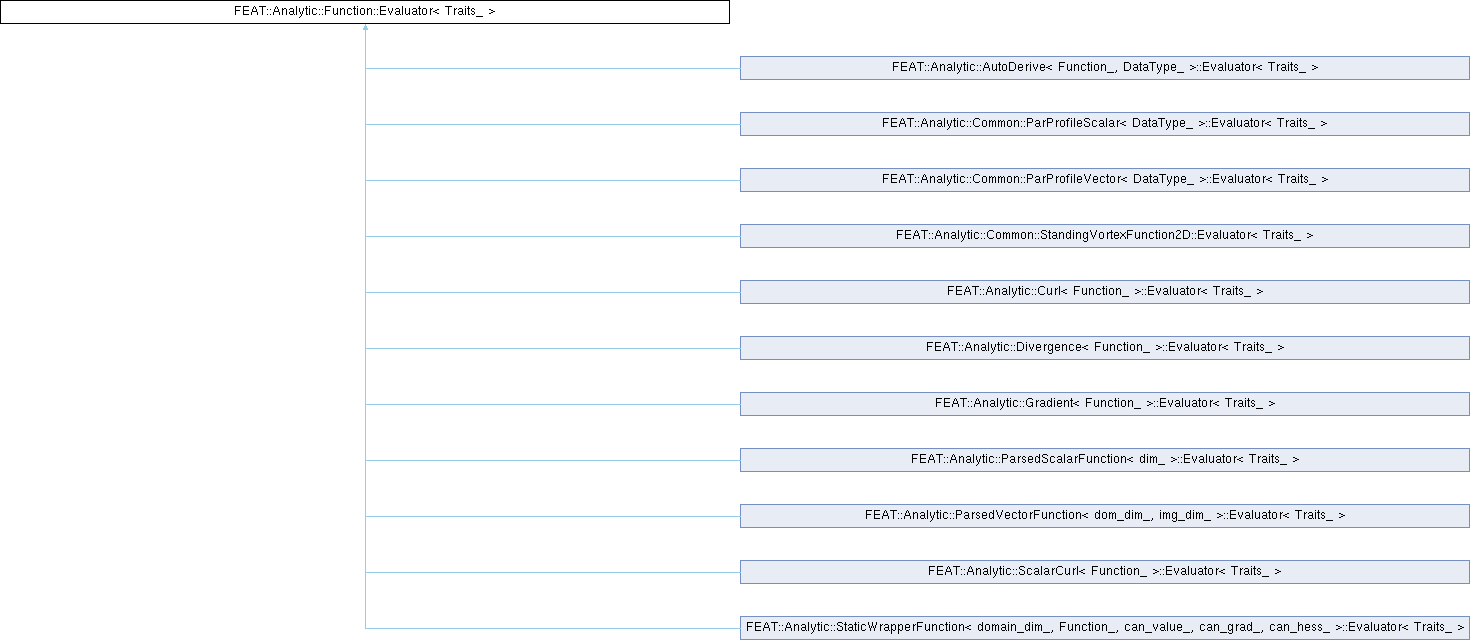 FEAT::Analytic::Function::Evaluator< Traits_ >
FEAT::Analytic::AutoDerive< Function_, DataType_ >::Evaluator< Traits_ >
FEAT::Analytic::Common::ParProfileScalar< DataType_ >::Evaluator< Traits_ >
FEAT::Analytic::Common::ParProfileVector< DataType_ >::Evaluator< Traits_ >
FEAT::Analytic::Common::StandingVortexFunction2D::Evaluator< Traits_ >
FEAT::Analytic::Curl< Function_ >::Evaluator< Traits_ >
FEAT::Analytic::Divergence< Function_ >::Evaluator< Traits_ >
FEAT::Analytic::Gradient< Function_ >::Evaluator< Traits_ >
FEAT::Analytic::ParsedScalarFunction< dim_ >::Evaluator< Traits_ >
FEAT::Analytic::ParsedVectorFunction< dom_dim_, img_dim_ >::Evaluator< Traits_ >
FEAT::Analytic::ScalarCurl< Function_ >::Evaluator< Traits_ >
FEAT::Analytic::StaticWrapperFunction< domain_dim_, Function_, can_value_, can_grad_, can_hess_ >::Evaluator< Traits_ >